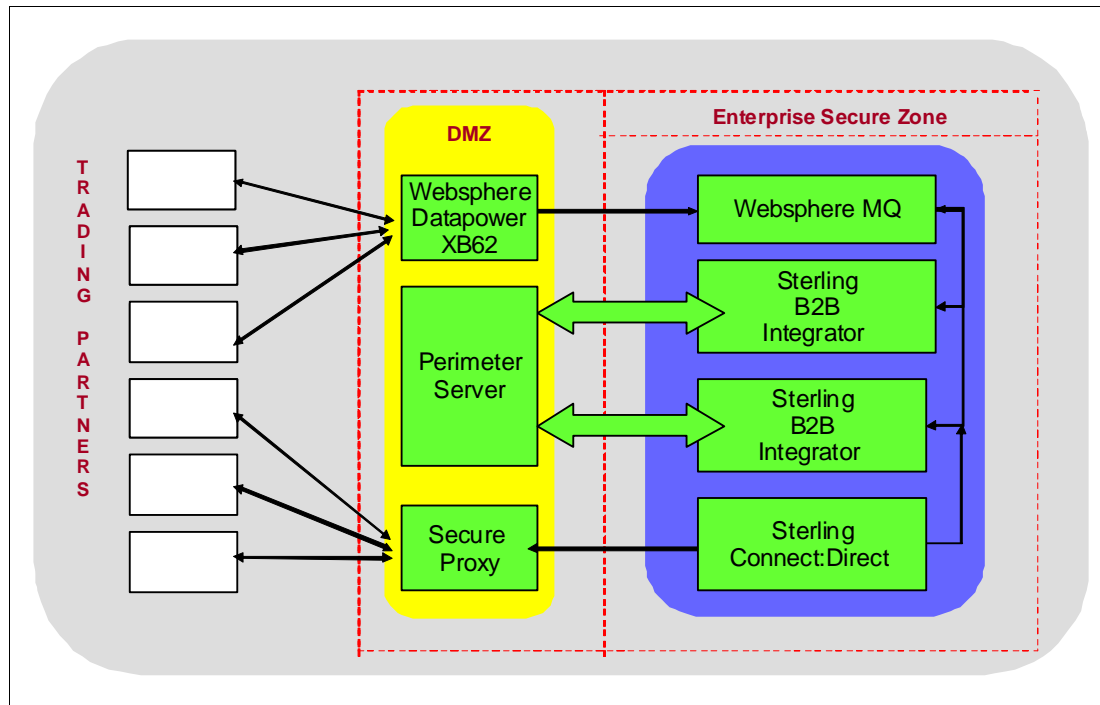 TRADING PARTNERS
DMZ
Enterprise Secure Zone
Websphere
Datapower
XB62
Websphere MQ
Perimeter
Server
Sterling
B2B
Integrator
Sterling
B2B
Integrator
Secure
Proxy
Sterling
Connect:Direct